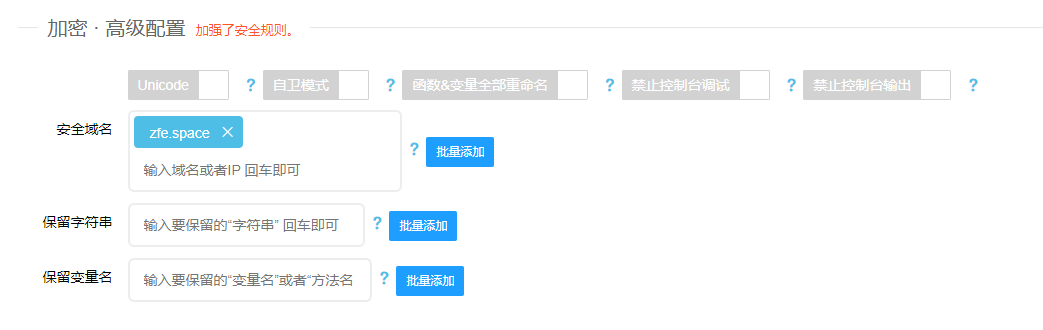 加密 · 高级配置 加强了安全规则。
Unicode ? 自卫模式 ? 函数&变量全部重命名 ? 禁止控制台调试 ? 禁止控制台输出 ?
安全域名 zfe.space ×
输入域名或者IP 回车即可 ? 批量添加
保留字符串 输入要保留的“字符串” 回车即可 ? 批量添加
保留变量名 输入要保留的“变量名”或者“方法名 ? 批量添加